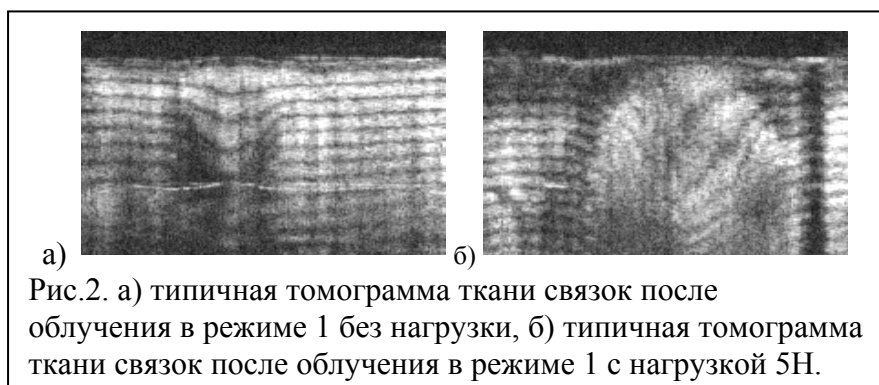 а) б)
Рис.2. а) типичная томограмма ткани связок после
облучения в режиме 1 без нагрузки, б) типичная томограмма
ткани связок после облучения в режиме 1 с нагрузкой 5Н.